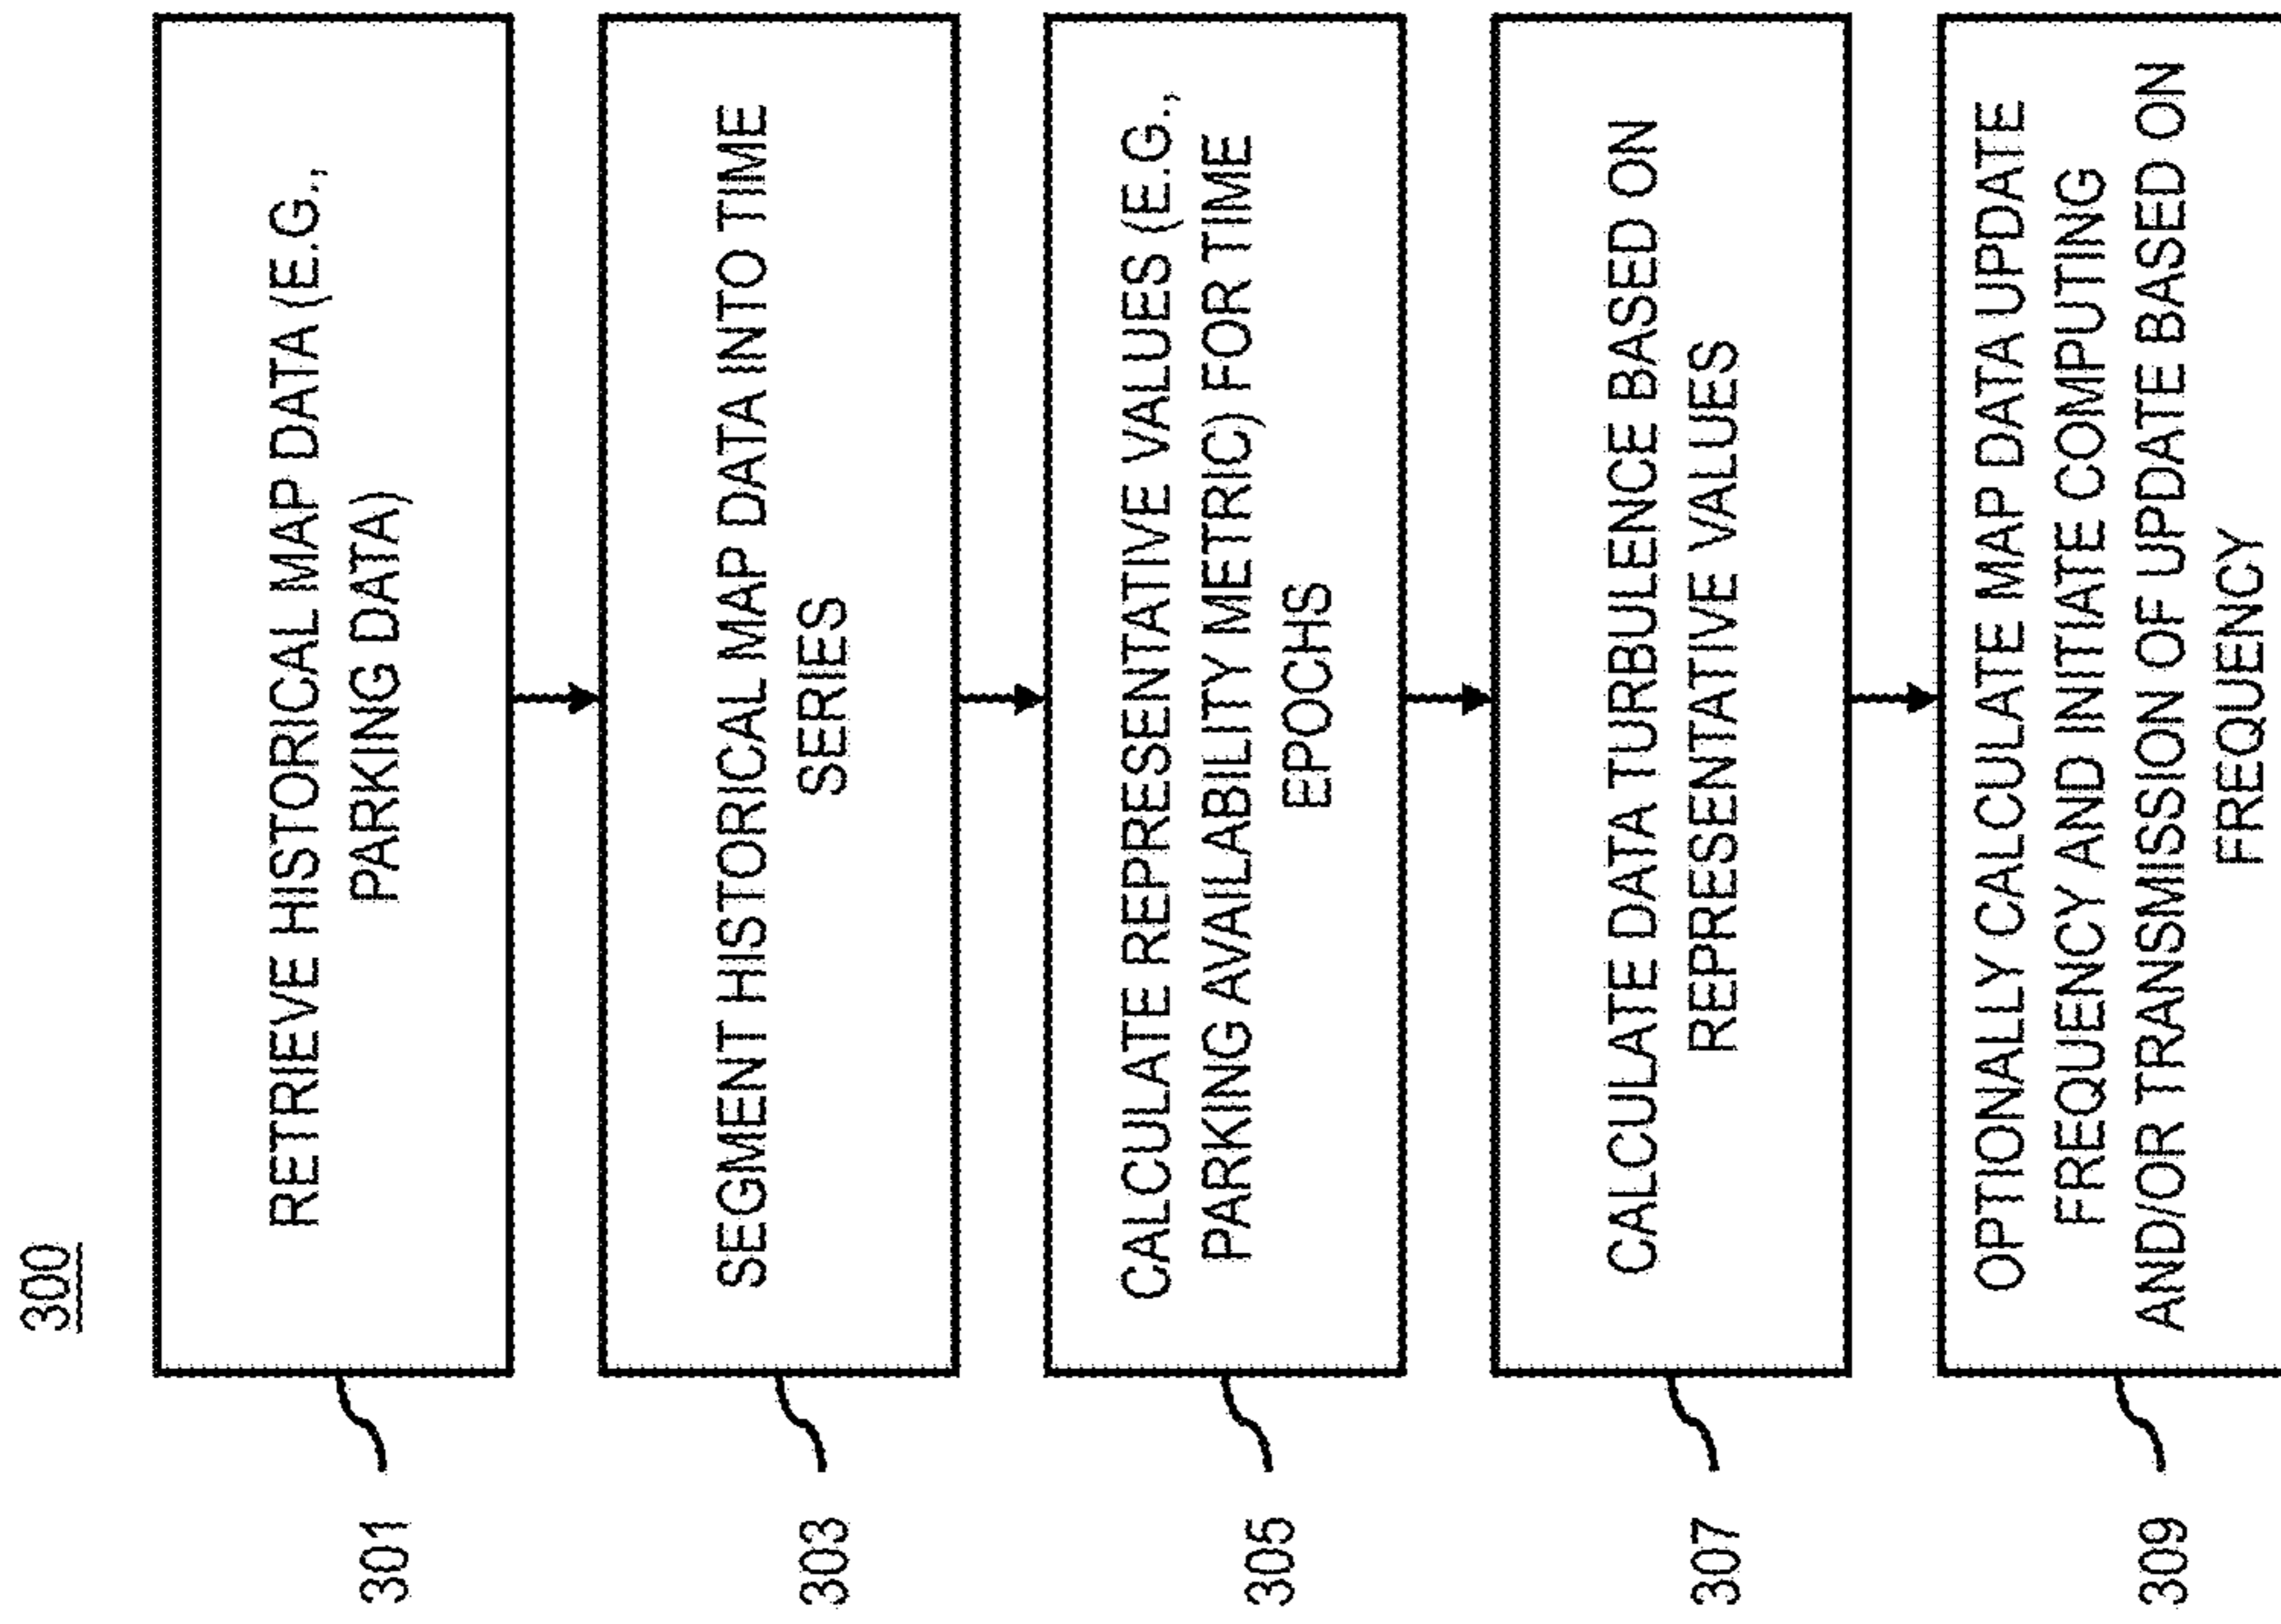 300
301
RETRIEVE HISTORICAL MAP DATA (E.G.,
PARKING DATA)
303
SEGMENT HISTORICAL MAP DATA INTO TIME
SERIES
305
CALCULATE REPRESENTATIVE VALUES (E.G.,
PARKING AVAILABILITY METRIC) FOR TIME
EPOCHS
307
CALCULATE DATA TURBULENCE BASED ON
REPRESENTATIVE VALUES
309
OPTIONALLY CALCULATE MAP DATA UPDATE
FREQUENCY AND INITIATE COMPUTING
AND/OR TRANSMISSION OF UPDATE BASED ON
FREQUENCY